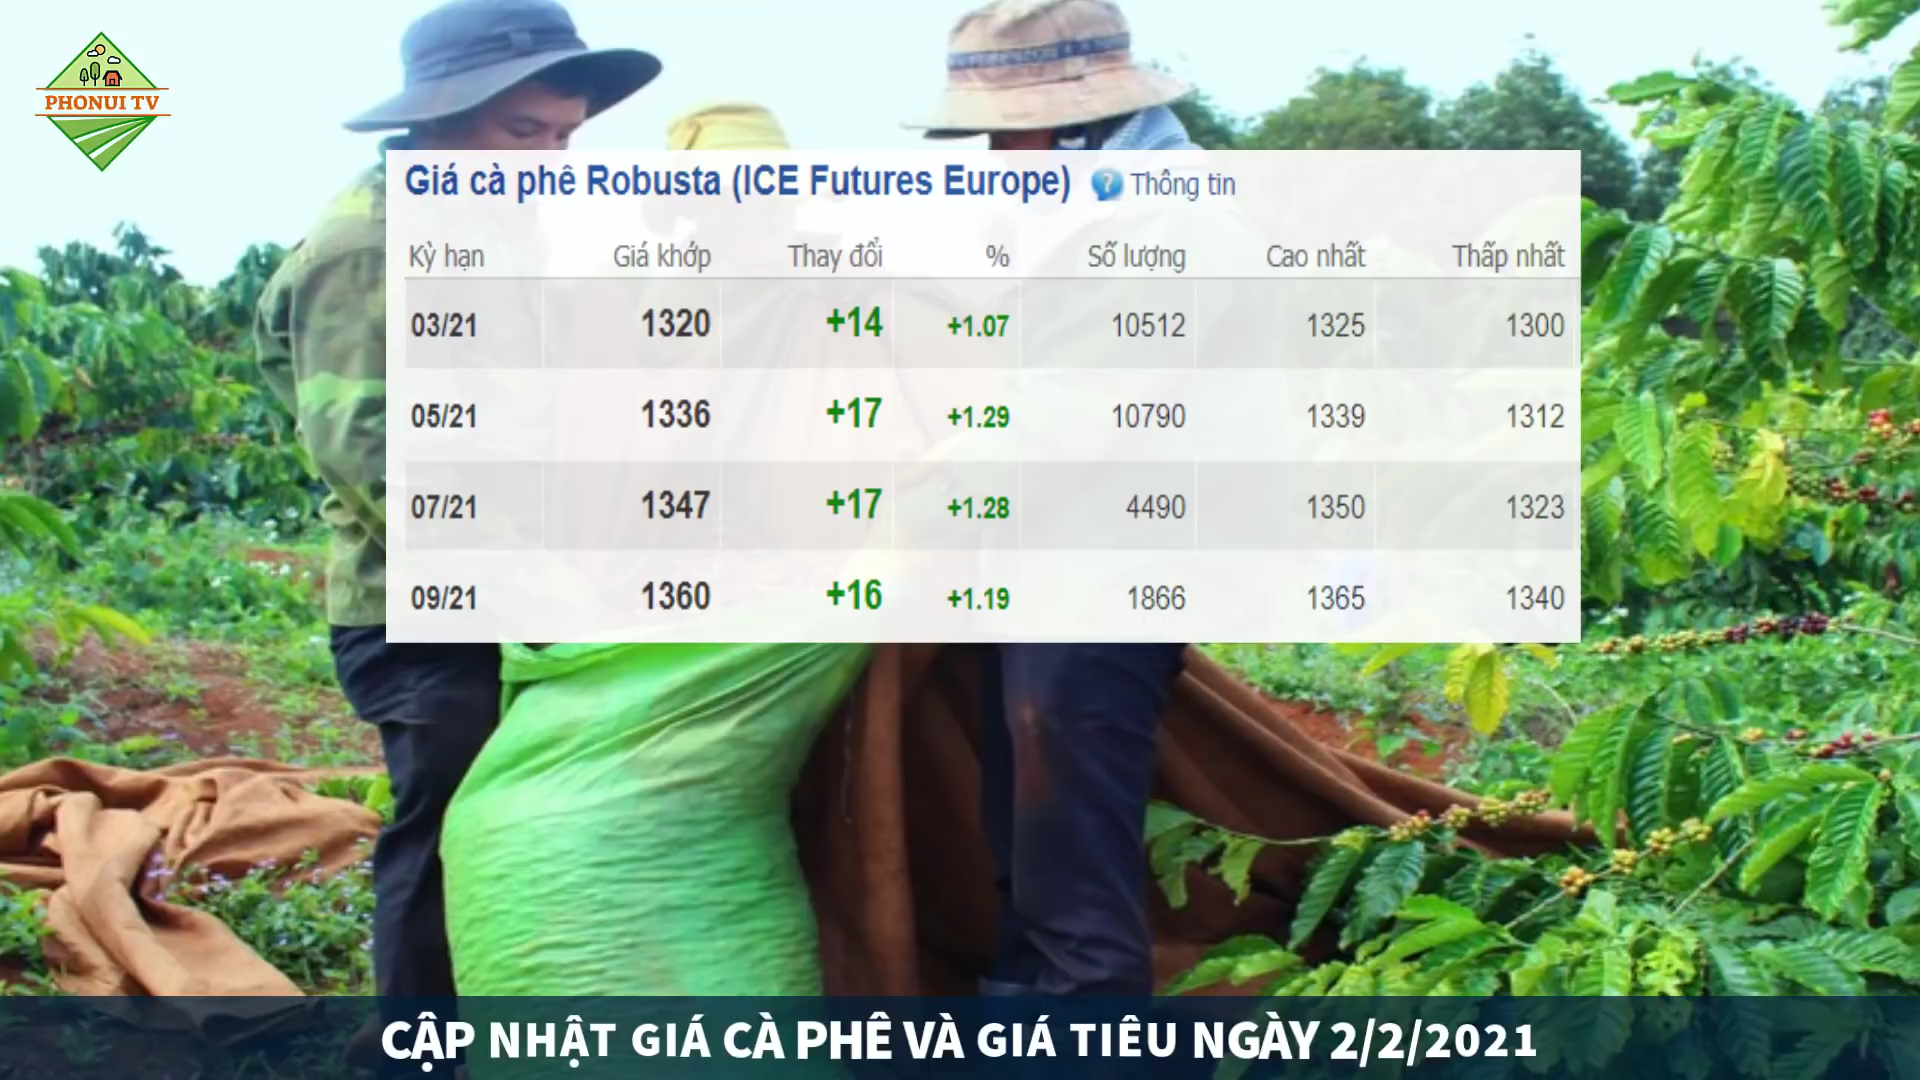 PHONUI TV
Giá cà phê Robusta (ICE Futures Europe) ? Thông tin
Kỳ hạn Giá khớp Thay đổi % Số lượng Cao nhất Thấp nhất
03/21 1320 +14 +1.07 10512 1325 1300
05/21 1336 +17 +1.29 10790 1339 1312
07/21 1347 +17 +1.28 4490 1350 1323
09/21 1360 +16 +1.19 1866 1365 1340
CẬP NHẬT GIÁ CÀ PHÊ VÀ GIÁ TIÊU NGÀY 2/2/2021